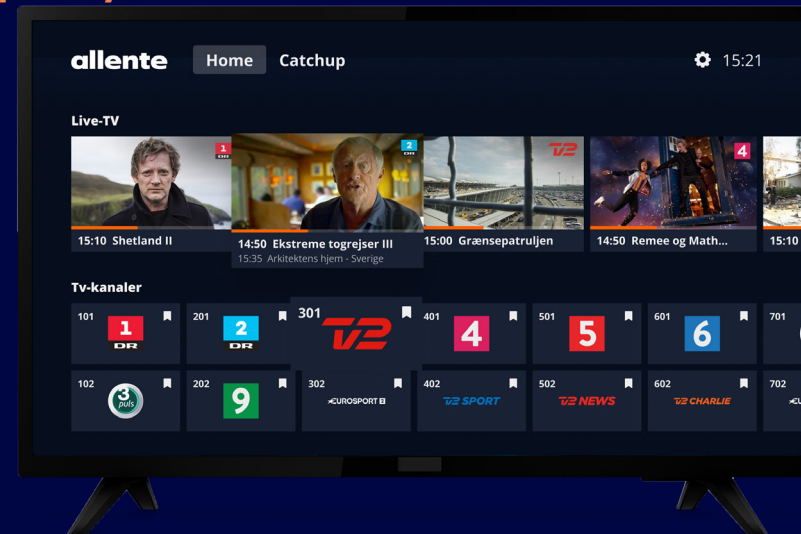 allente Home Catchup 15:21
Live-TV
1 DR 2 DR TV2 4
15:10 Shetland II 14:50 Ekstreme togrejser III 15:00 Grænsepatruljen 14:50 Remee og Math... 15:10
15:35 Arkitektens hjem - Sverige
Tv-kanaler
101 1 DR 201 2 DR 301 TV2 401 4 501 5 601 6 701
102 3 puls 202 9 302 EUROSPORT 402 TV2 SPORT 502 TV2 NEWS 602 TV2 CHARLIE 702